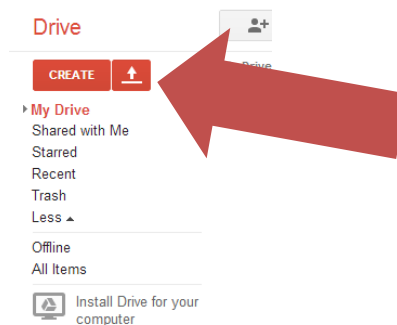 Drive
Drive
CREATE
My Drive
Shared with Me
Starred
Recent
Trash
Less
Offline
All Items
Install Drive for your
computer